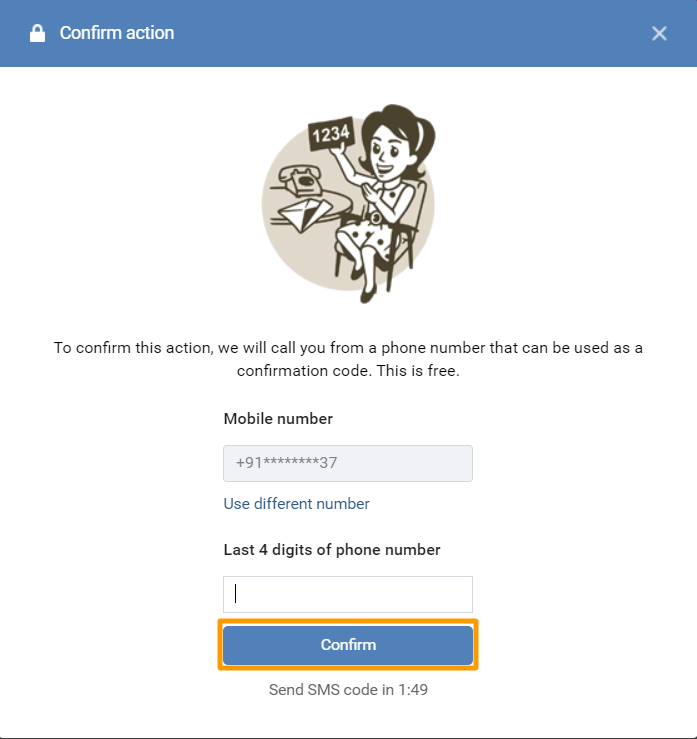 Confirm action
1234
To confirm this action, we will call you from a phone number that can be used as a
confirmation code. This is free.
Mobile number
+91********37
Use different number
Last 4 digits of phone number
Confirm
Send SMS code in 1:49